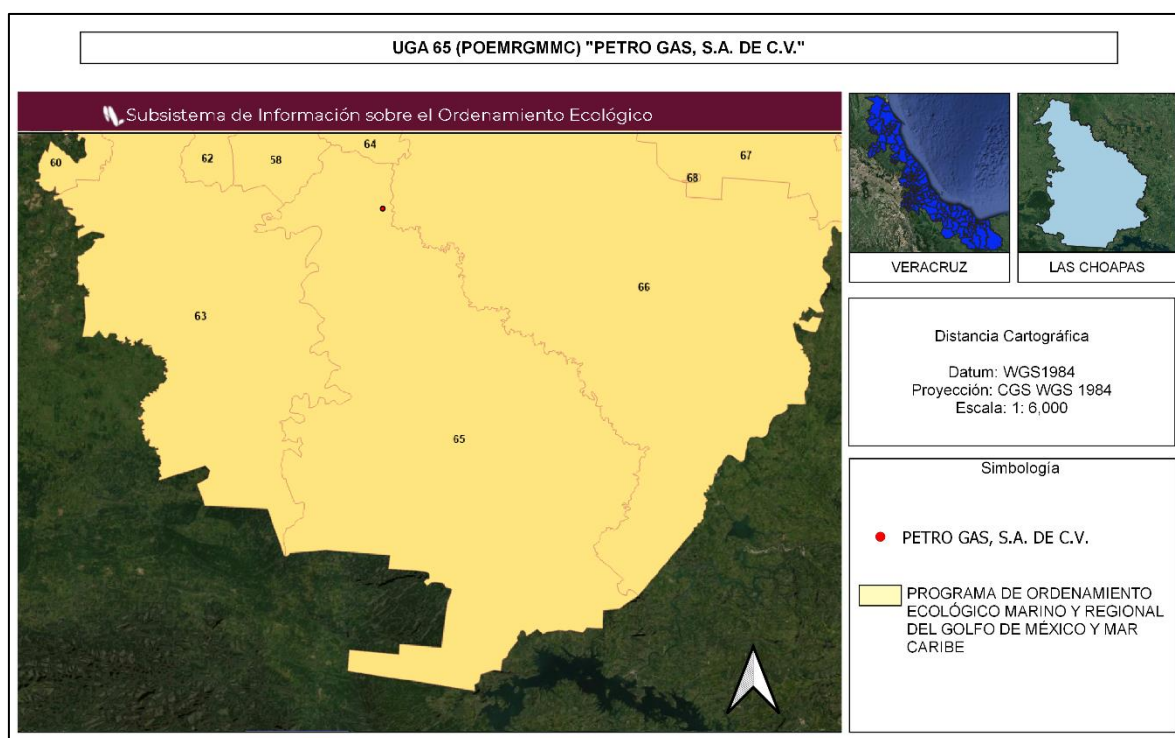 UGA 65 (POEMRGMMC) "PETRO GAS, S.A. DE C.V."
Subsistema de Información sobre el Ordenamiento Ecológico
60
62
58
64
67
68
66
63
65
VERACRUZ
LAS CHOAPAS
Distancia Cartográfica
Datum: WGS1984
Proyección: CGS WGS 1984
Escala: 1: 6,000
Simbología
PETRO GAS, S.A. DE C.V.
PROGRAMA DE ORDENAMIENTO
ECOLÓGICO MARINO Y REGIONAL
DEL GOLFO DE MÉXICO Y MAR
CARIBE